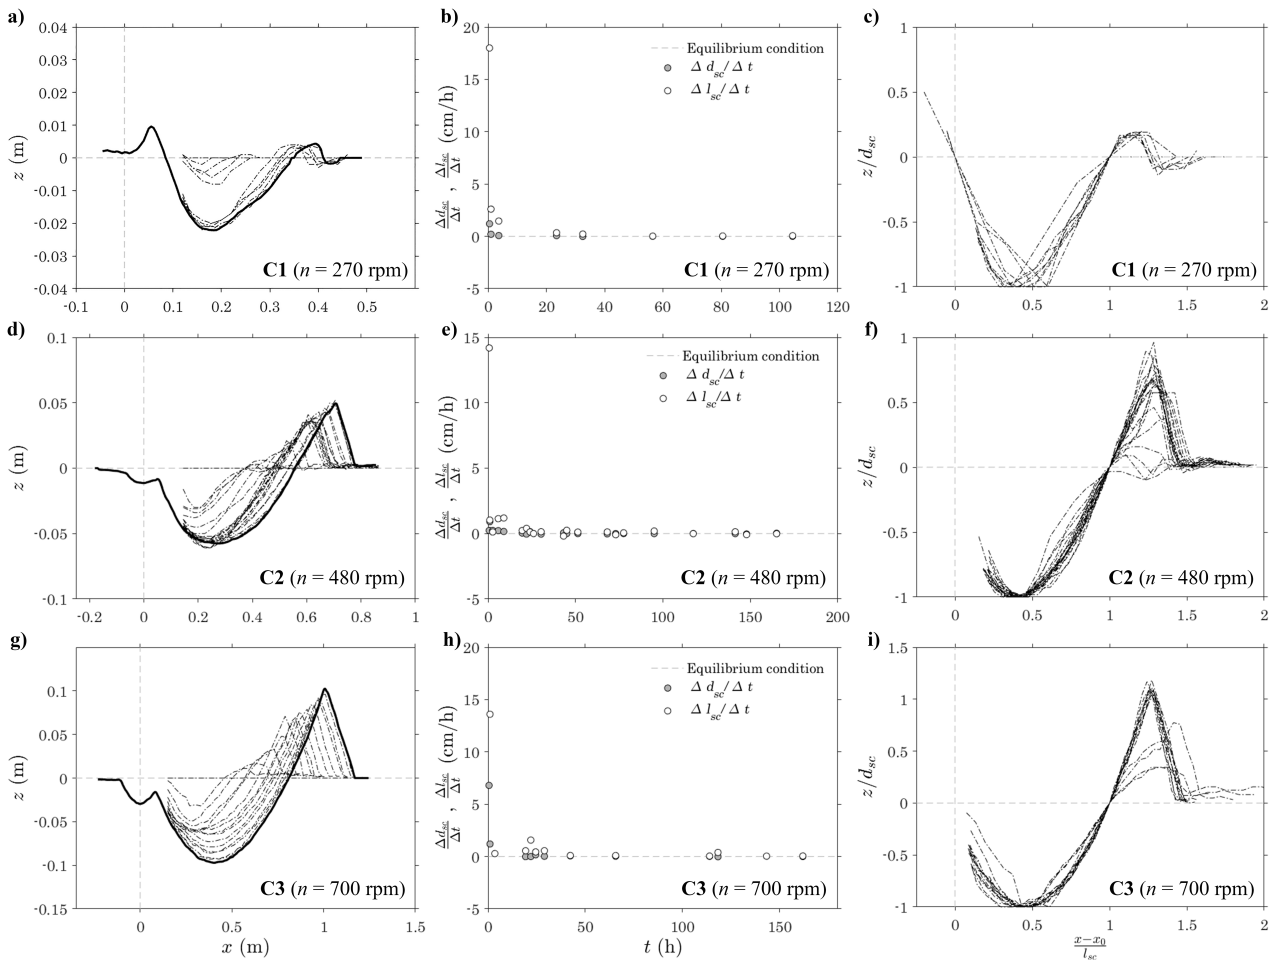 a)
0.04
0.03
0.02
0.01
0
-0.01
-0.02
-0.03
-0.04
z (m)
-0.1
0
0.1
0.2
0.3
0.4
0.5
C1 (n = 270 rpm)
b)
20
15
10
5
0
-5
Δd_sc/Δt , Δl_sc/Δt (cm/h)
Equilibrium condition
Δ d_sc/Δ t
Δ l_sc/Δ t
0
20
40
60
80
100
120
C1 (n = 270 rpm)
c)
1
0.5
0
-0.5
-1
z/d_sc
0
0.5
1
1.5
2
C1 (n = 270 rpm)
d)
0.1
0.05
0
-0.05
-0.1
z (m)
-0.2
0
0.2
0.4
0.6
0.8
1
C2 (n = 480 rpm)
e)
15
10
5
0
-5
Δd_sc/Δt , Δl_sc/Δt (cm/h)
Equilibrium condition
Δ d_sc/Δ t
Δ l_sc/Δ t
0
50
100
150
200
C2 (n = 480 rpm)
f)
1
0.5
0
-0.5
-1
z/d_sc
0
0.5
1
1.5
2
C2 (n = 480 rpm)
g)
0.1
0.05
0
-0.05
-0.1
-0.15
z (m)
0
0.5
1
1.5
x (m)
C3 (n = 700 rpm)
h)
20
15
10
5
0
-5
Δd_sc/Δt , Δl_sc/Δt (cm/h)
Equilibrium condition
Δ d_sc/Δ t
Δ l_sc/Δ t
0
50
100
150
t (h)
C3 (n = 700 rpm)
i)
1.5
1
0.5
0
-0.5
-1
z/d_sc
0
0.5
1
1.5
2
x−x₀/l_sc
C3 (n = 700 rpm)